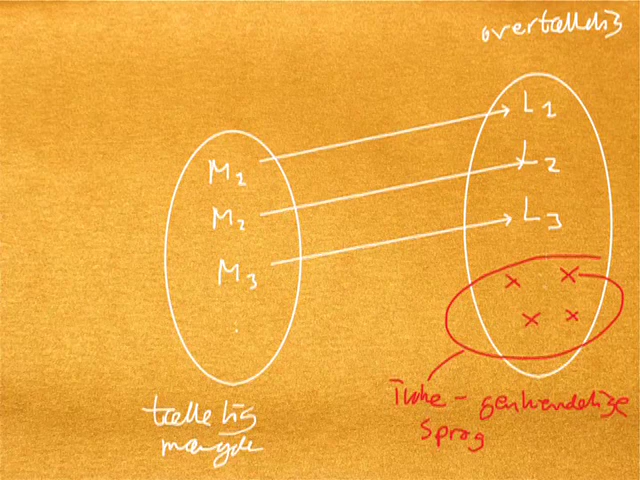 overtællelig
M1
M2
M3
L1
L2
L3
tællelig
mængde
Ikke-genkendelige
sprog